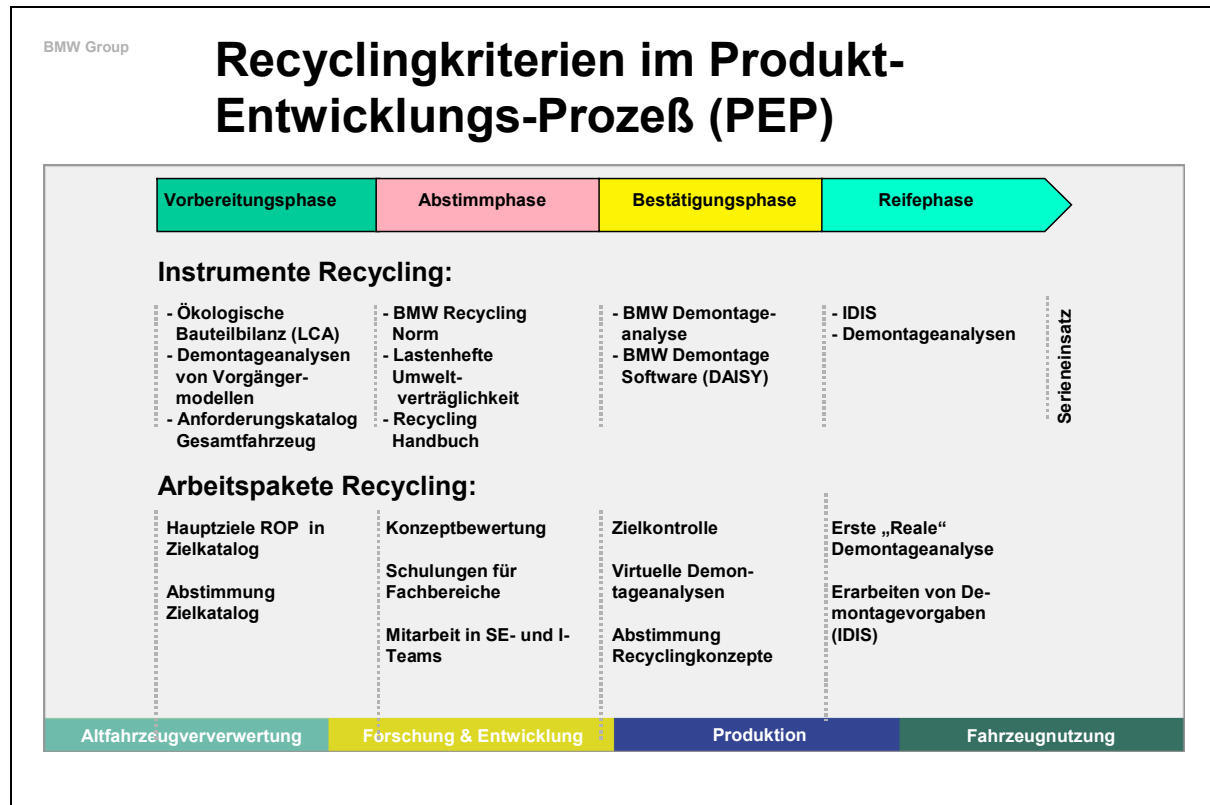 BMW Group
Recyclingkriterien im Produkt-
Entwicklungs-Prozeß (PEP)
Vorbereitungsphase
Abstimmphase
Bestätigungsphase
Reifephase
Instrumente Recycling:
- Ökologische
Bauteilbilanz (LCA)
- Demontageanalysen
von Vorgänger-
modellen
- Anforderungskatalog
Gesamtfahrzeug
- BMW Recycling
Norm
- Lastenhefte
Umwelt-
verträglichkeit
- Recycling
Handbuch
- BMW Demontage-
analyse
- BMW Demontage
Software (DAISY)
- IDIS
- Demontageanalysen
Serieneinsatz
Arbeitspakete Recycling:
Hauptziele ROP in
Zielkatalog
Abstimmung
Zielkatalog
Konzeptbewertung
Schulungen für
Fachbereiche
Mitarbeit in SE- und I-
Teams
Zielkontrolle
Virtuelle Demon-
tageanalysen
Abstimmung
Recyclingkonzepte
Erste „Reale“
Demontageanalyse
Erarbeiten von De-
montagevorgaben
(IDIS)
Altfahrzeugververwertung
Forschung & Entwicklung
Produktion
Fahrzeugnutzung